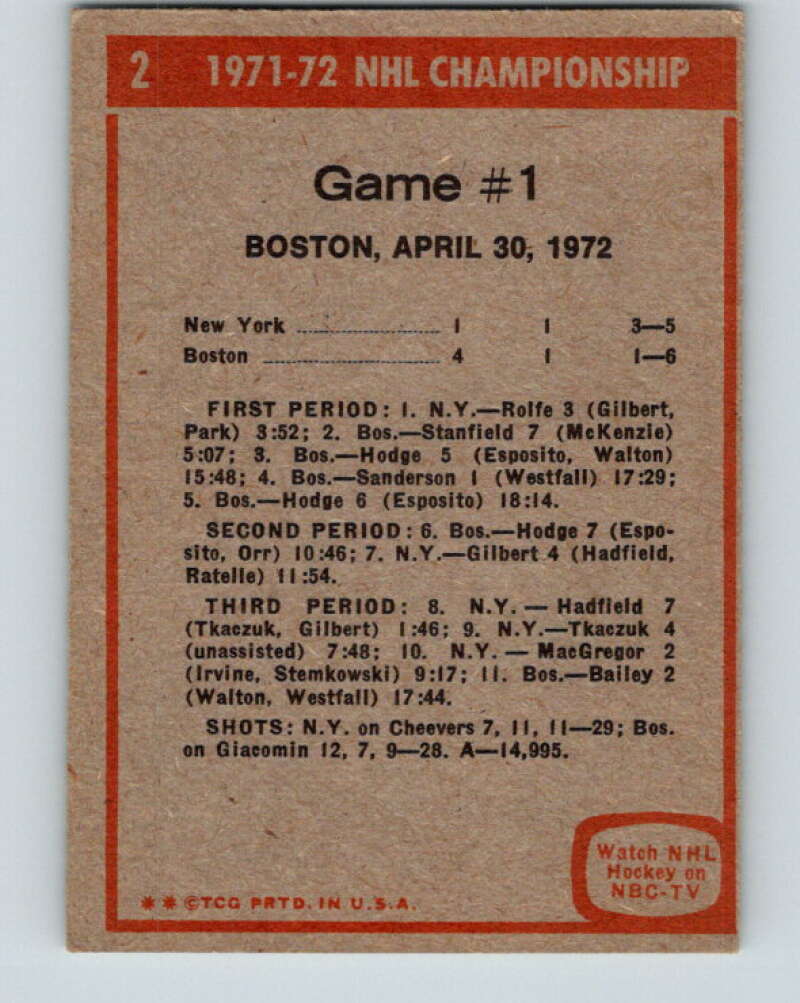 2 1971-72 NHL CHAMPIONSHIP
Game #1
BOSTON, APRIL 30, 1972
New York ........................ 1 1 3—5
Boston ............................. 4 1 1—6
FIRST PERIOD: 1. N.Y.—Rolfe 3 (Gilbert,
Park) 3:52; 2. Bos.—Stanfield 7 (McKenzie)
5:07; 3. Bos.—Hodge 5 (Esposito, Walton)
15:48; 4. Bos.—Sanderson 1 (Westfall) 17:29;
5. Bos.—Hodge 6 (Esposito) 18:14.
SECOND PERIOD: 6. Bos.—Hodge 7 (Espo-
sito, Orr) 10:46; 7. N.Y.—Gilbert 4 (Hadfield,
Ratelle) 11:54.
THIRD PERIOD: 8. N.Y.—Hadfield 7
(Tkaczuk, Gilbert) 1:46; 9. N.Y.—Tkaczuk 4
(unassisted) 7:48; 10. N.Y.—MacGregor 2
(Irvine, Stemkowski) 9:17; 11. Bos.—Bailey 2
(Walton, Westfall) 17:44.
SHOTS: N.Y. on Cheevers 7, 11, 11—29; Bos.
on Giacomin 12, 7, 9—28. A—14,995.
Watch NHL
Hockey on
NBC-TV
** ©TCG PRTD. IN U.S.A.